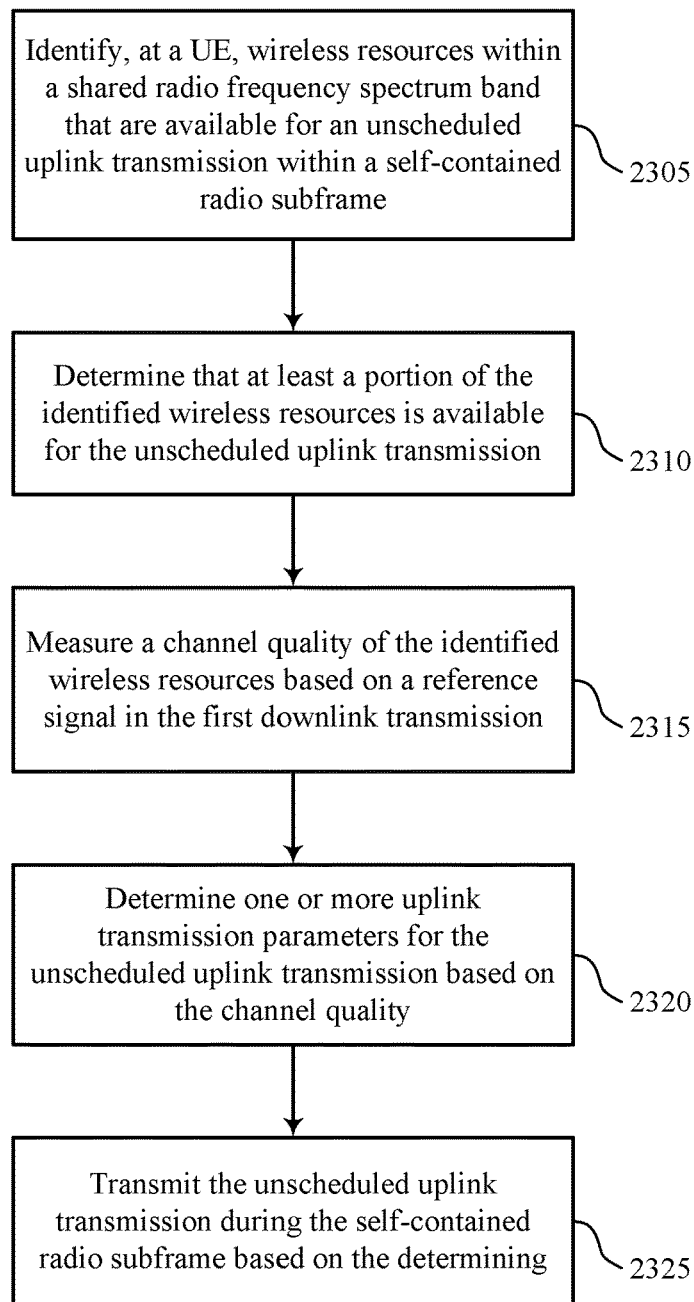 Identify, at a UE, wireless resources within
a shared radio frequency spectrum band
that are available for an unscheduled
uplink transmission within a self-contained
radio subframe
2305
Determine that at least a portion of the
identified wireless resources is available
for the unscheduled uplink transmission
2310
Measure a channel quality of the identified
wireless resources based on a reference
signal in the first downlink transmission
2315
Determine one or more uplink
transmission parameters for the
unscheduled uplink transmission based on
the channel quality
2320
Transmit the unscheduled uplink
transmission during the self-contained
radio subframe based on the determining
2325